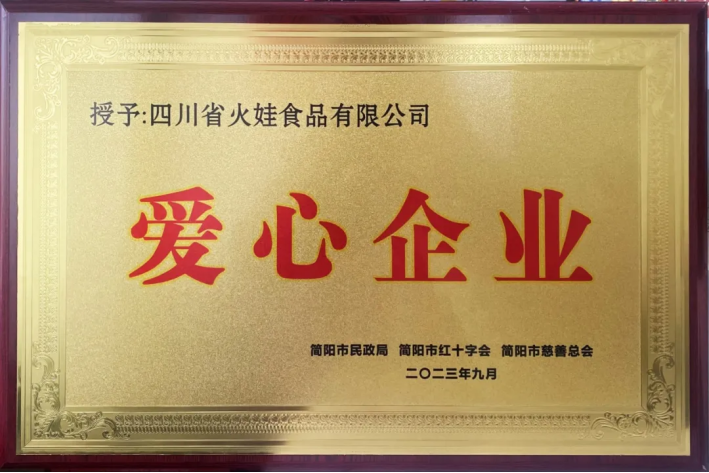 授予:四川省火娃食品有限公司
爱心企业
简阳市民政局 简阳市红十字会 简阳市慈善总会
二〇二三年九月